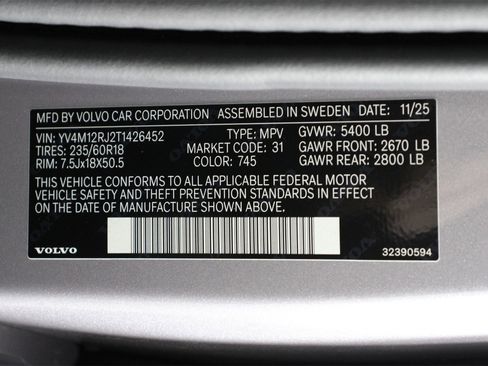 MFD BY VOLVO CAR CORPORATION ASSEMBLED IN SWEDEN DATE: 11/25
VIN: YV4M12RJ2T1426452 TYPE: MPV GVWR: 5400 LB
TIRES: 235/60R18 MARKET CODE: 31 GAWR FRONT: 2670 LB
RIM: 7.5Jx18X50.5 COLOR: 745 GAWR REAR: 2800 LB
THIS VEHICLE CONFORMS TO ALL APPLICABLE FEDERAL MOTOR
VEHICLE SAFETY AND THEFT PREVENTION STANDARDS IN EFFECT
ON THE DATE OF MANUFACTURE SHOWN ABOVE.
VOLVO 32390594